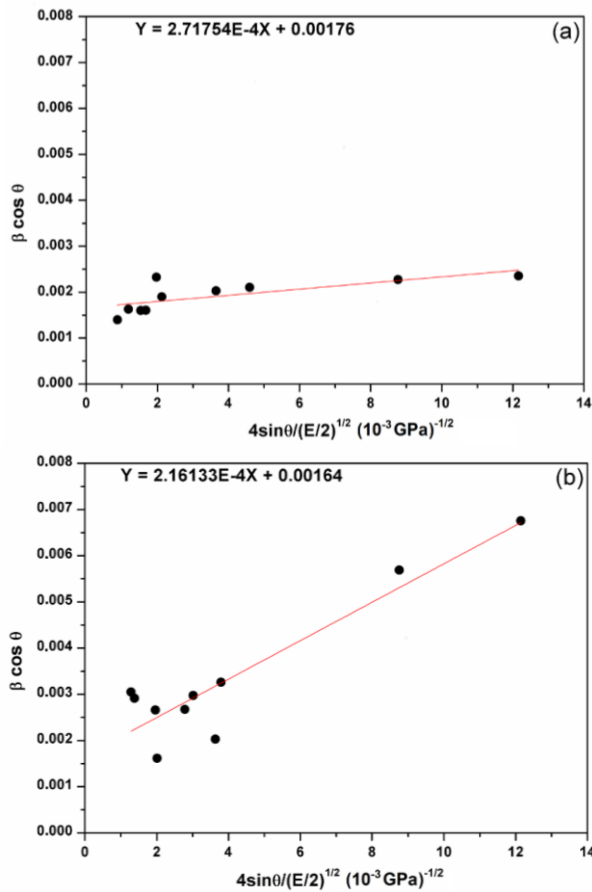 Y = 2.71754E-4X + 0.00176
(a)
0.008
0.007
0.006
0.005
0.004
0.003
0.002
0.001
0.000
β cos θ
0 2 4 6 8 10 12 14
4sinθ/(E/2)^1/2 (10^-3 GPa)^-1/2
Y = 2.16133E-4X + 0.00164
(b)
0.008
0.007
0.006
0.005
0.004
0.003
0.002
0.001
0.000
β cos θ
0 2 4 6 8 10 12 14
4sinθ/(E/2)^1/2 (10^-3 GPa)^-1/2